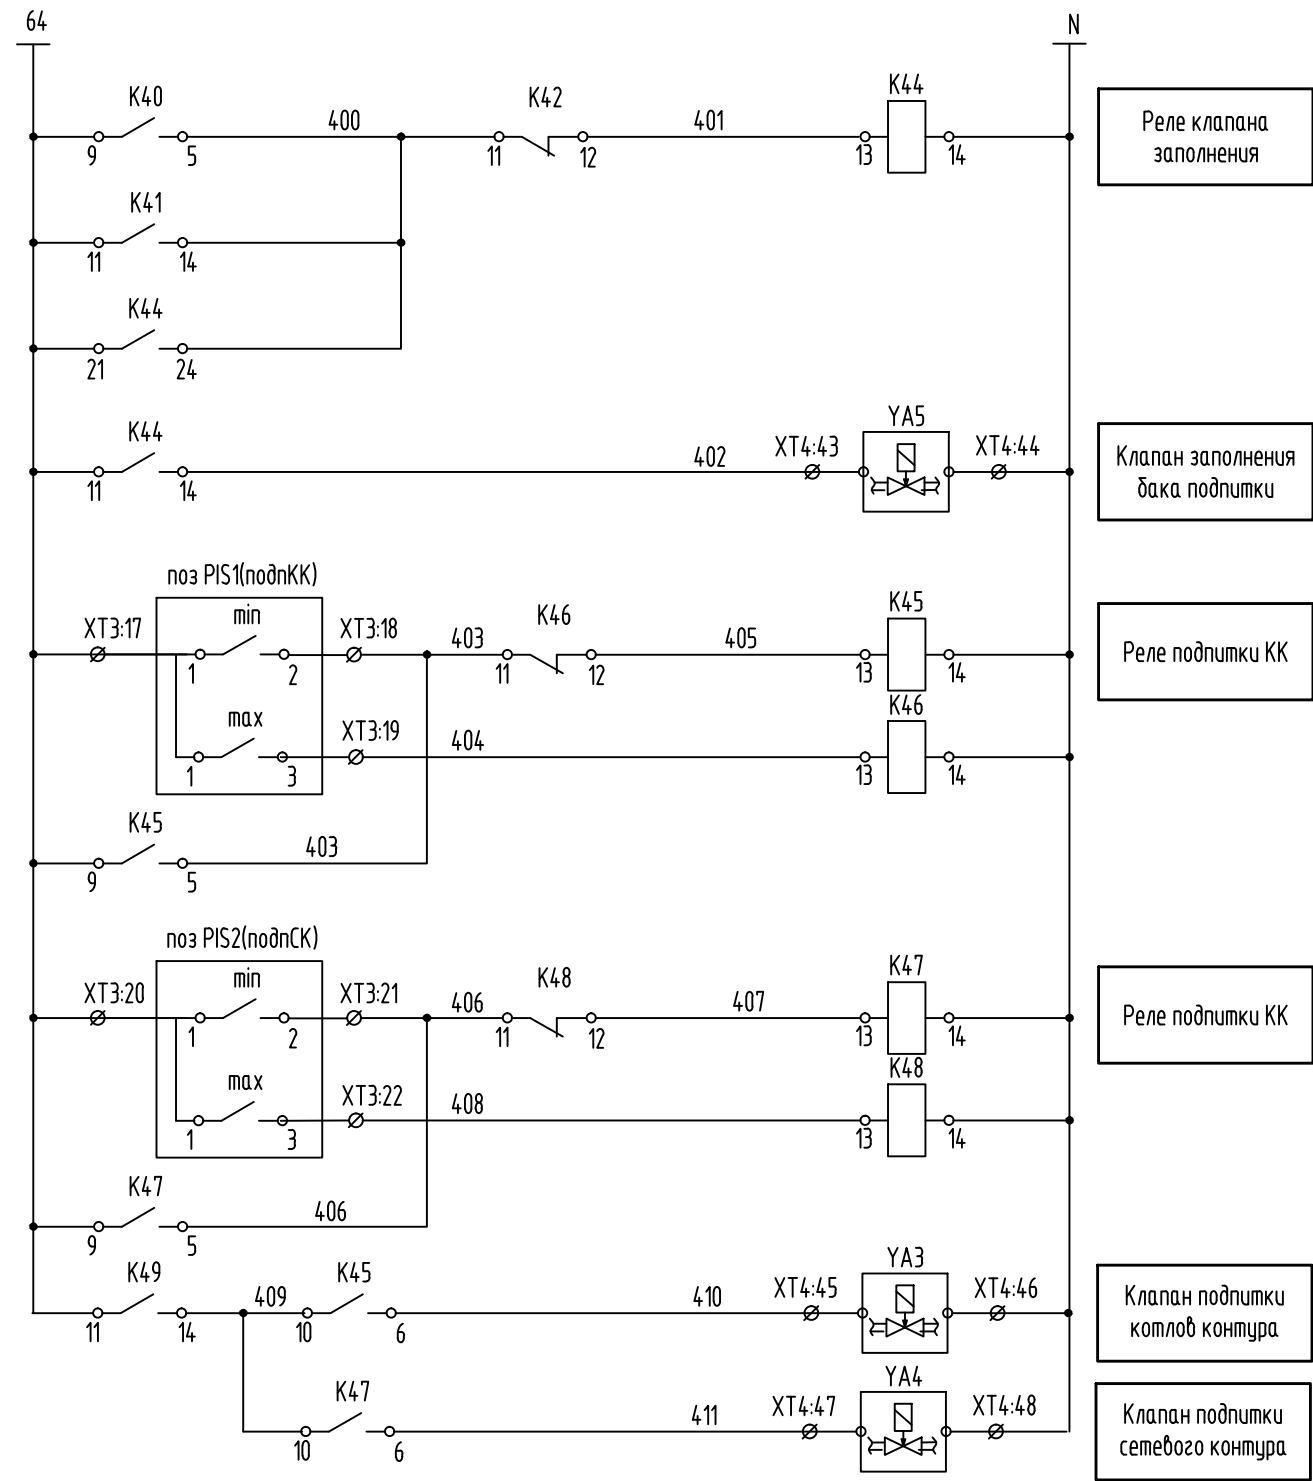 64
N
K40
400
K42
401
K44
9
5
11
12
13
14
Реле клапана
заполнения
K41
11
14
K44
21
24
K44
11
14
402
XT4:43
YA5
XT4:44
Клапан заполнения
бака подпитки
поз PIS1(подпКК)
XT3:17
min
XT3:18
403
K46
405
K45
1
2
11
12
13
14
Реле подпитки КК
max
XT3:19
404
K46
1
3
13
14
K45
403
9
5
поз PIS2(подпСК)
XT3:20
min
XT3:21
406
K48
407
K47
1
2
11
12
13
14
Реле подпитки КК
max
XT3:22
408
K48
1
3
13
14
K47
406
9
5
K49
409
K45
410
XT4:45
YA3
XT4:46
11
14
10
6
Клапан подпитки
котлов контура
K47
411
XT4:47
YA4
XT4:48
10
6
Клапан подпитки
сетевого контура